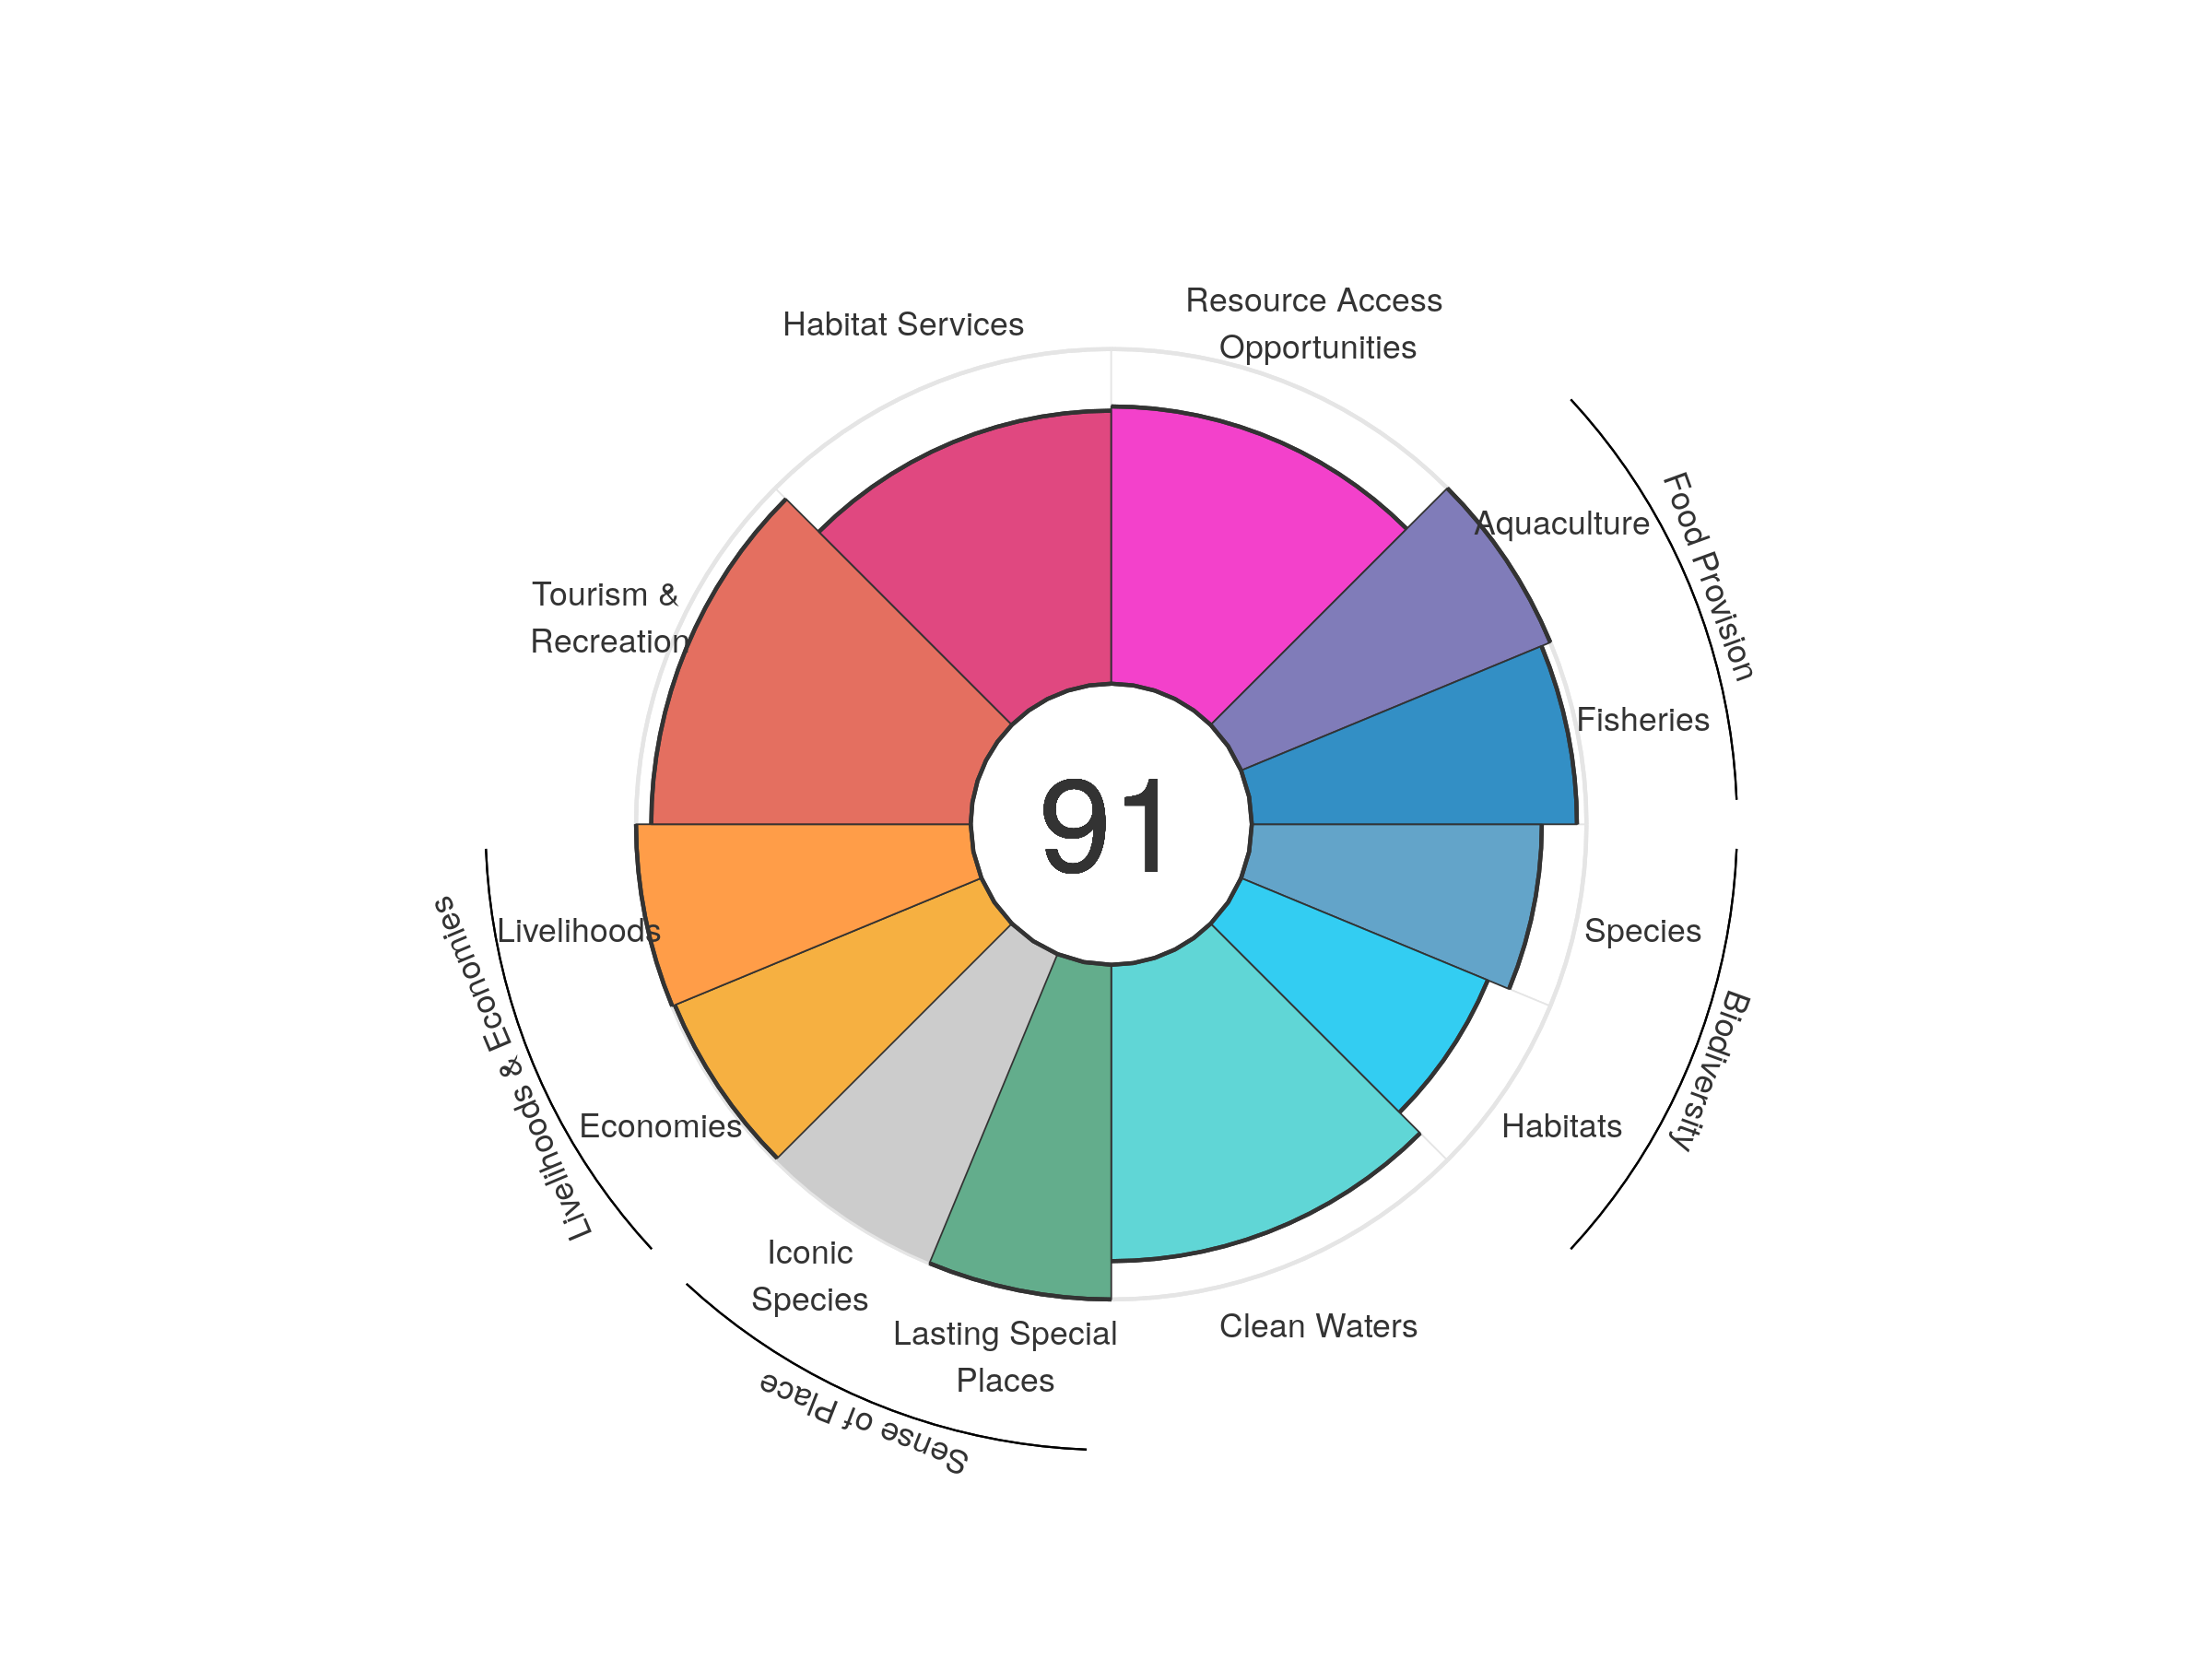 Resource Access
Opportunities
Habitat Services
Aquaculture
Food Provision
Tourism &
Recreation
Fisheries
91
Livelihoods
Species
Livelihoods & Economies
Biodiversity
Economies
Habitats
Iconic
Species
Lasting Special
Places
Clean Waters
Sense of Place